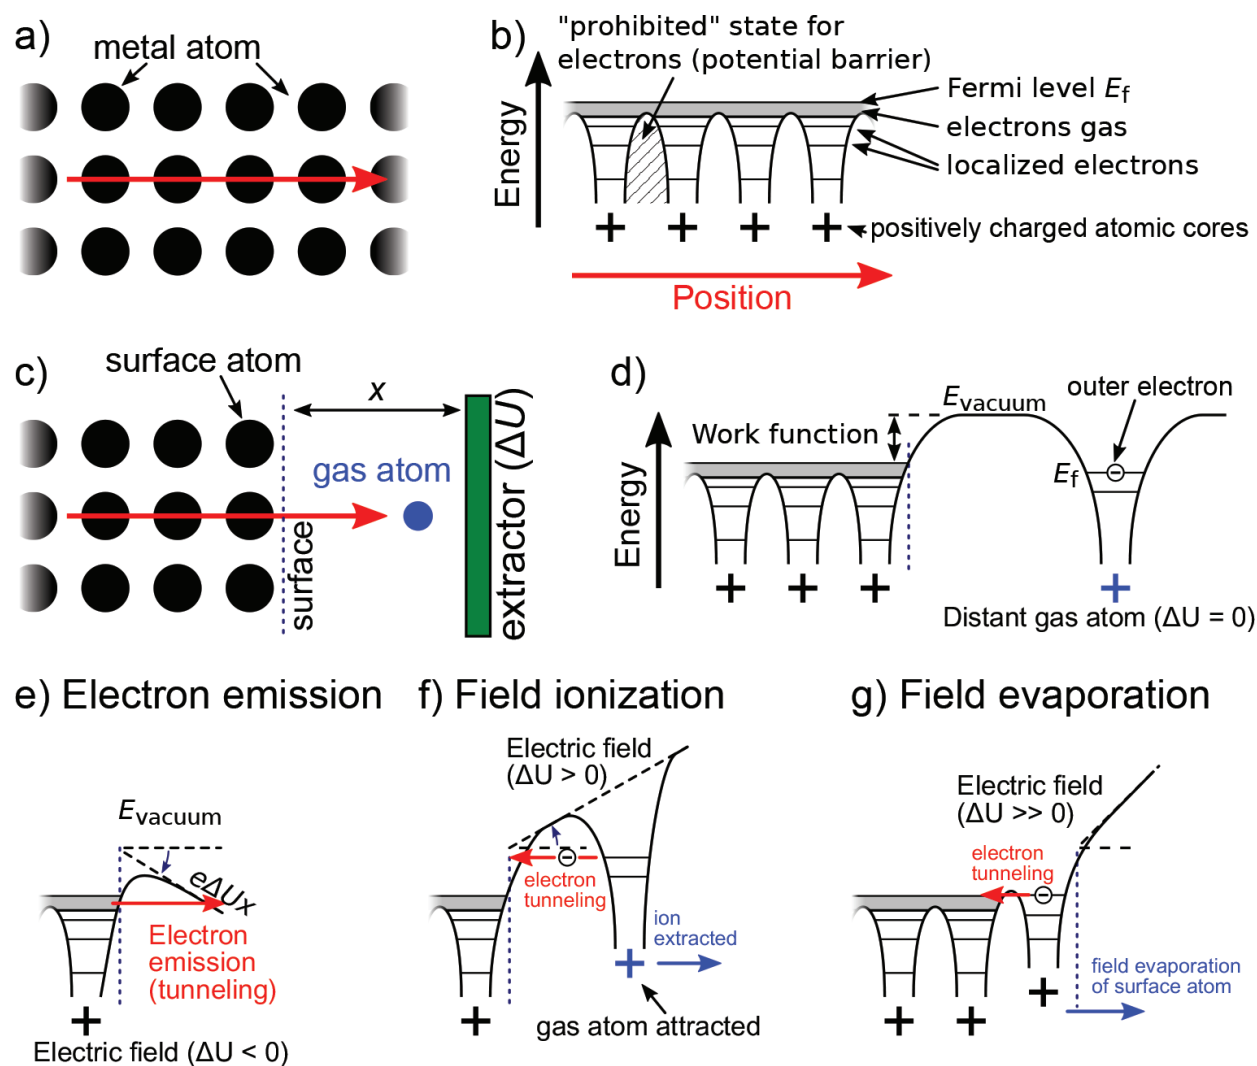 a)
metal atom
b)
"prohibited" state for
electrons (potential barrier)
Energy
Fermi level Ef
electrons gas
localized electrons
+ + + +
positively charged atomic cores
Position
c)
surface atom
x
gas atom
surface
extractor (ΔU)
d)
Energy
Work function
Evacuum
outer electron
Ef
−
+ + + +
Distant gas atom (ΔU = 0)
e) Electron emission
Evacuum
eΔUx
Electron
emission
(tunneling)
+
Electric field (ΔU < 0)
f) Field ionization
Electric field
(ΔU > 0)
−
electron
tunneling
ion
extracted
+ +
gas atom attracted
g) Field evaporation
Electric field
(ΔU >> 0)
electron
tunneling
−
+ + +
field evaporation
of surface atom